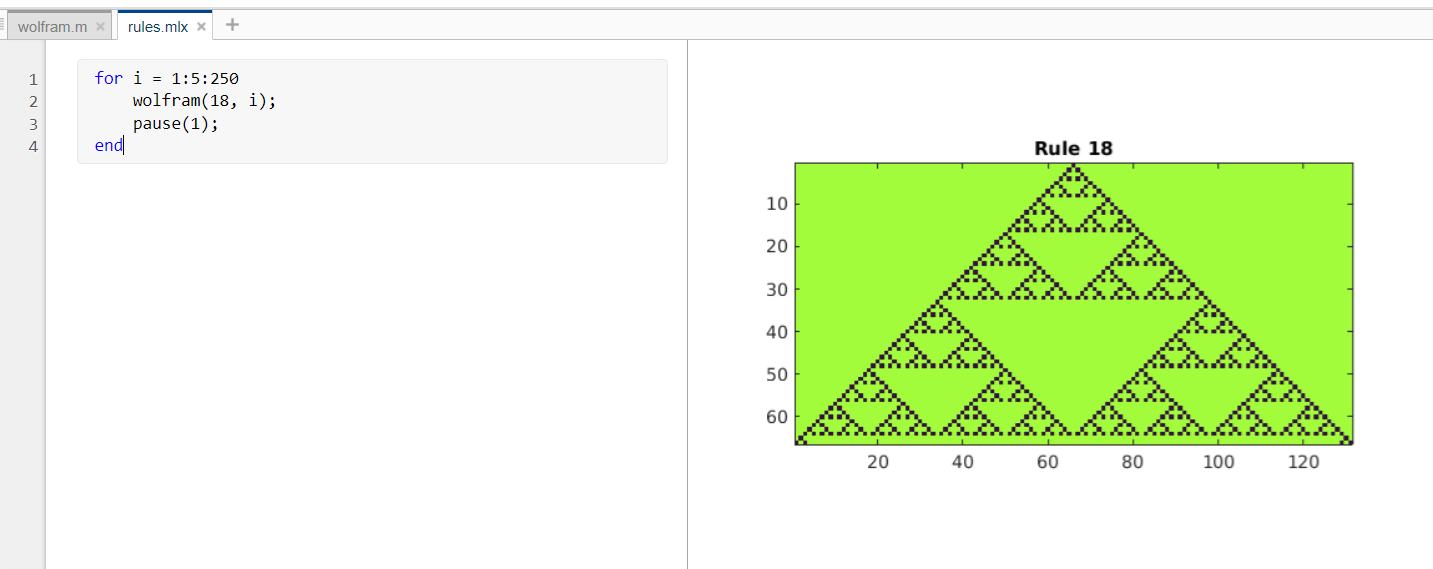 wolfram.m × rules.mlx × +
1 for i = 1:5:250
2 wolfram(18, i);
3 pause(1);
4 end
Rule 18
10
20
30
40
50
60
20 40 60 80 100 120